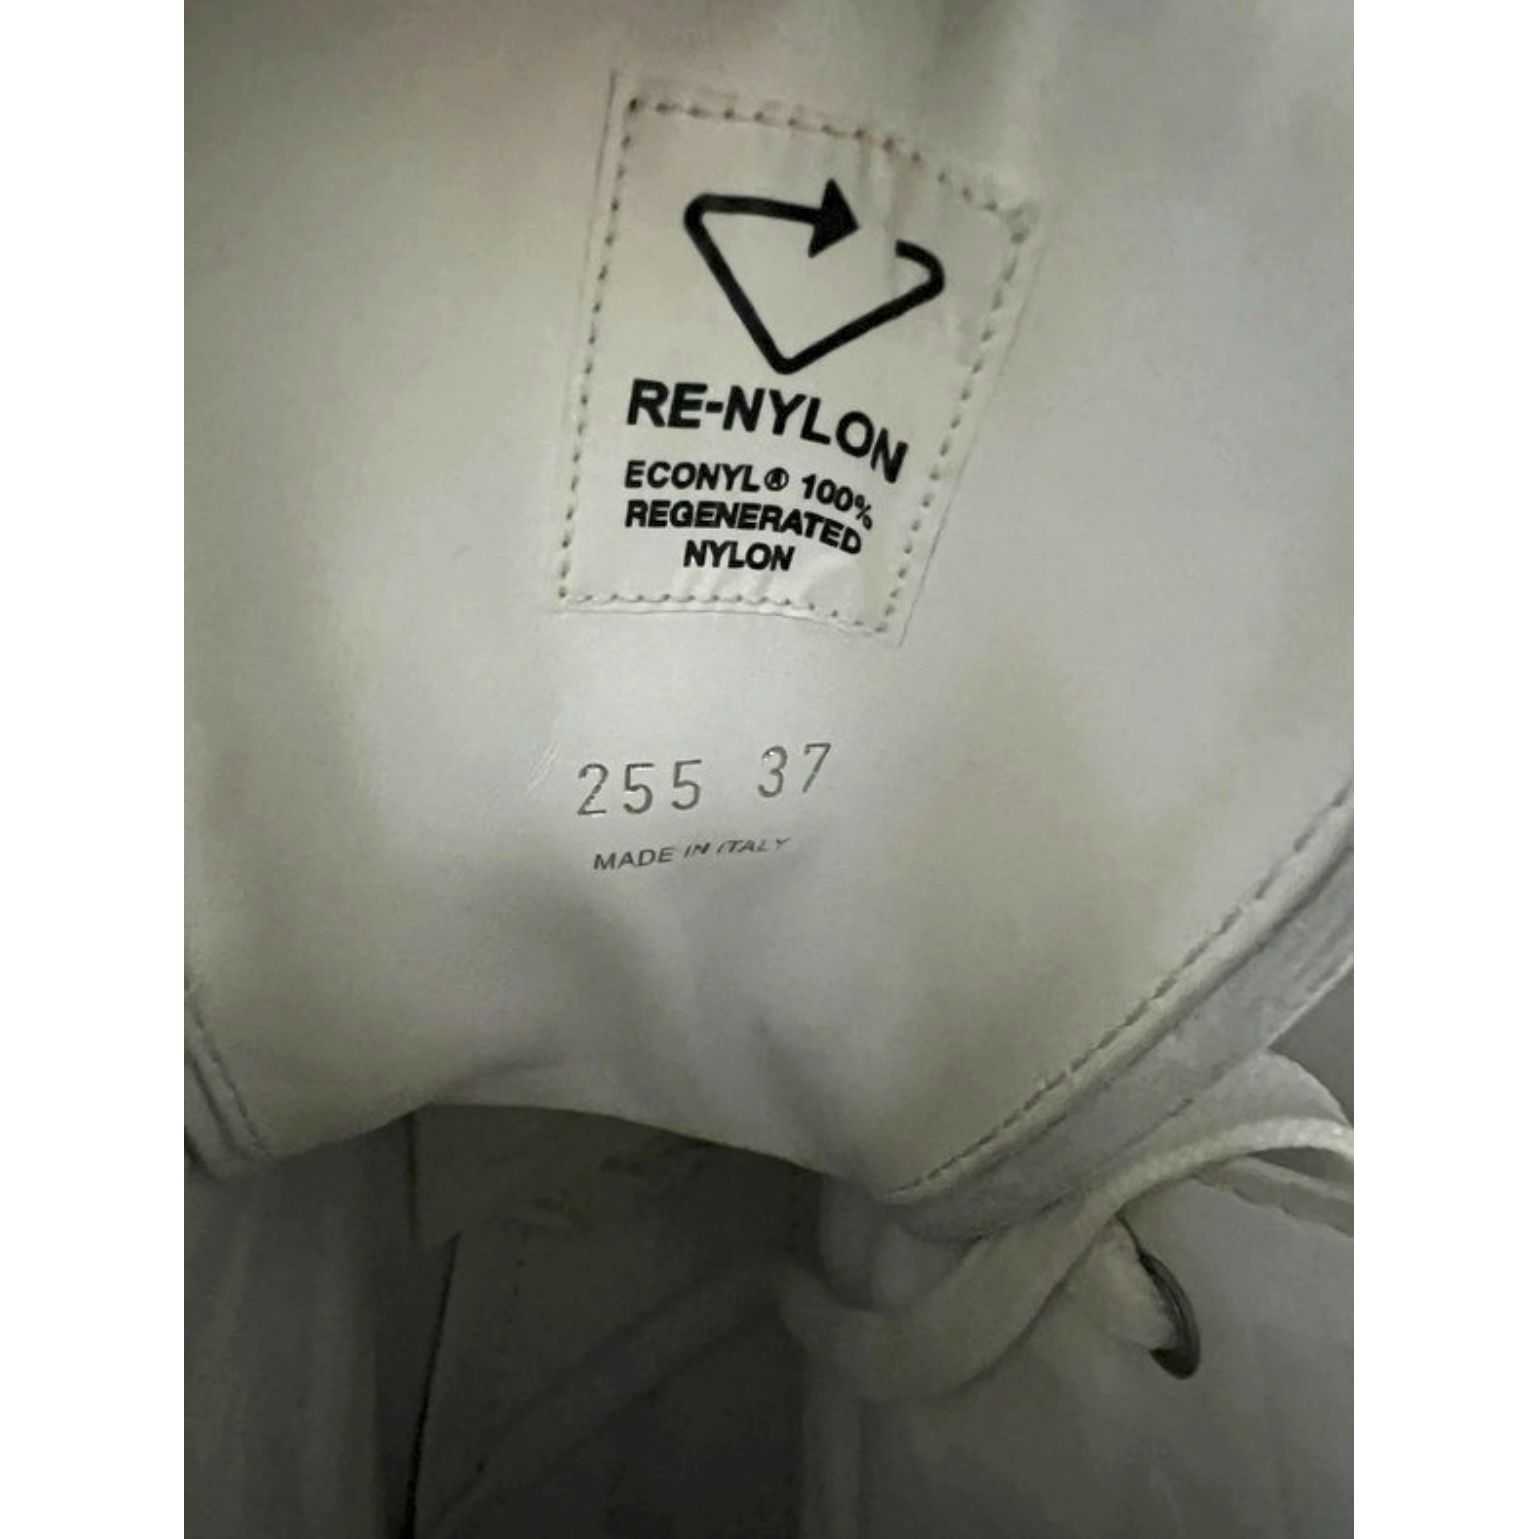 RE-NYLON
ECONYL® 100%
REGENERATED
NYLON
255 37
MADE IN ITALY